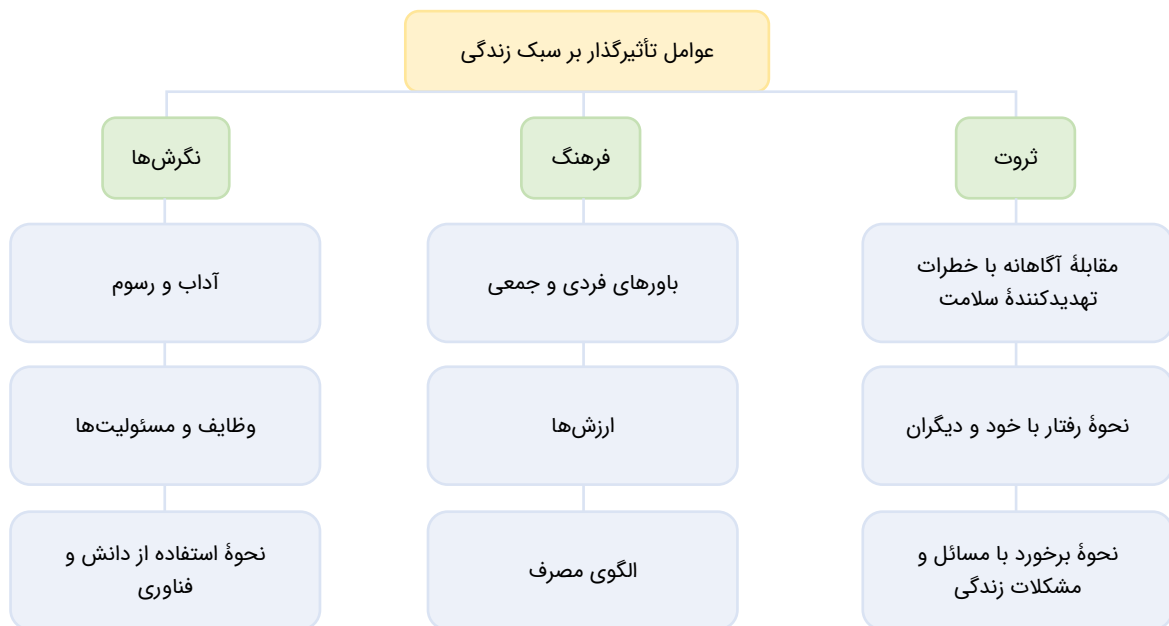 عوامل تأثیرگذار بر سبک زندگی
ثروت
فرهنگ
نگرش‌ها
مقابلهٔ آگاهانه با خطرات
تهدیدکنندهٔ سلامت
باورهای فردی و جمعی
آداب و رسوم
نحوهٔ رفتار با خود و دیگران
ارزش‌ها
وظایف و مسئولیت‌ها
نحوهٔ برخورد با مسائل و
مشکلات زندگی
الگوی مصرف
نحوهٔ استفاده از دانش و
فناوری